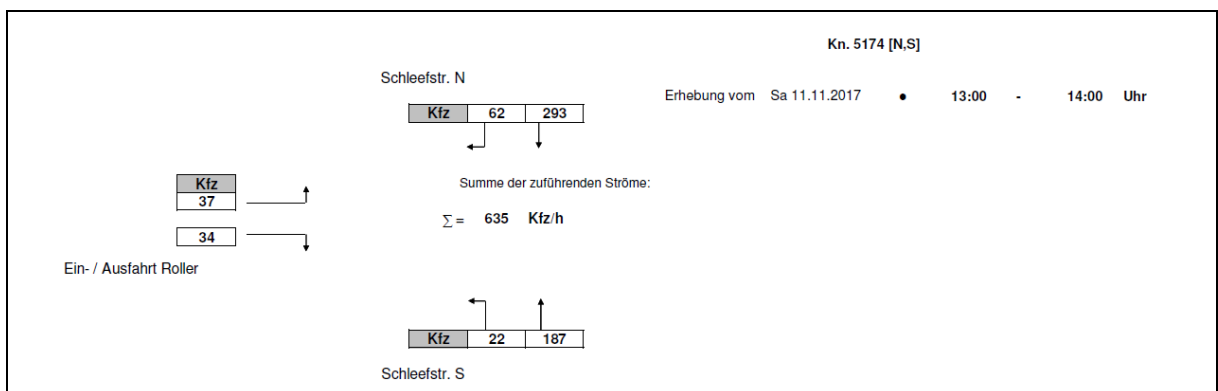 Kn. 5174 [N,S]
Schleefstr. N
Erhebung vom Sa 11.11.2017 • 13:00 - 14:00 Uhr
Kfz 62 293
Kfz
37
Summe der zuführenden Ströme:
∑ = 635 Kfz/h
34
Ein- / Ausfahrt Roller
Kfz 22 187
Schleefstr. S